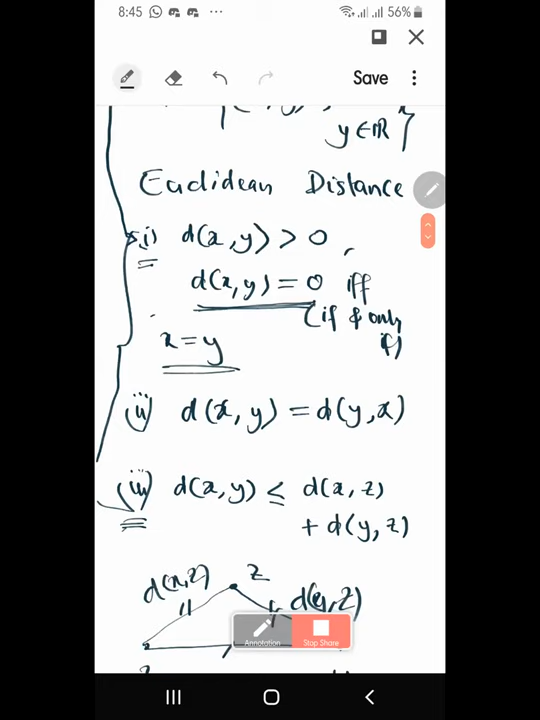 8:45 56%
Save
y∈ℝ}
Euclidean Distance
(i) d(x,y) > 0 ,
d(x,y) = 0 iff
(if & only
if)
x = y
(ii) d(x,y) = d(y,x)
(iii) d(x,y) ≤ d(x,z)
+ d(y,z)
d(x,z) z d(y,z)
Annotation Stop Share